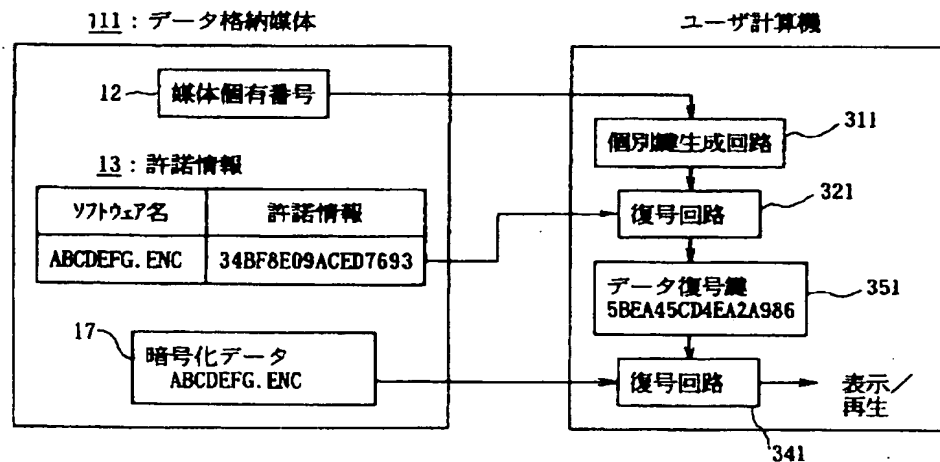 111：データ格納媒体
ユーザ計算機
12
媒体個有番号
311
個別鍵生成回路
13：許諾情報
321
ソフトウェア名
許諾情報
復号回路
ABCDEFG.ENC
34BF8E09ACED7693
データ復号鍵
5BEA45CD4EA2A986
351
17
暗号化データ
ABCDEFG.ENC
復号回路
表示／
再生
341